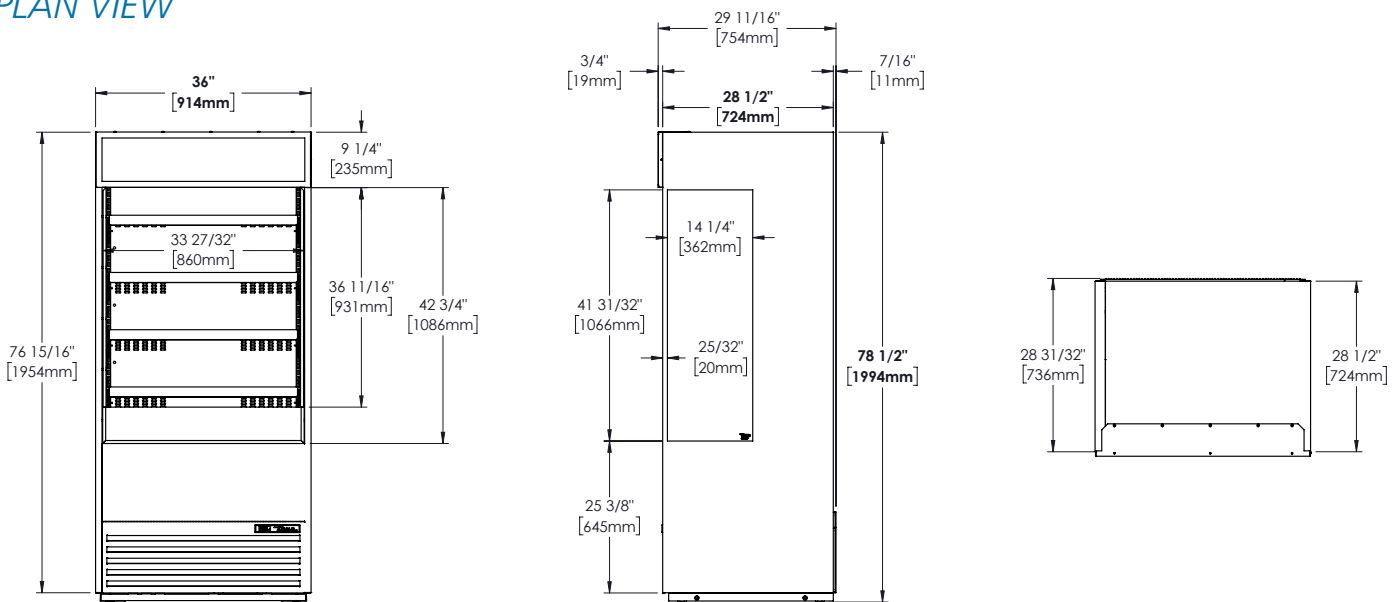 PLAN VIEW
36"
[914mm]
9 1/4"
[235mm]
33 27/32"
[860mm]
36 11/16"
[931mm]
42 3/4"
[1086mm]
76 15/16"
[1954mm]
True
29 11/16"
[754mm]
3/4"
[19mm]
7/16"
[11mm]
28 1/2"
[724mm]
14 1/4"
[362mm]
41 31/32"
[1066mm]
25/32"
[20mm]
78 1/2"
[1994mm]
25 3/8"
[645mm]
28 31/32"
[736mm]
28 1/2"
[724mm]